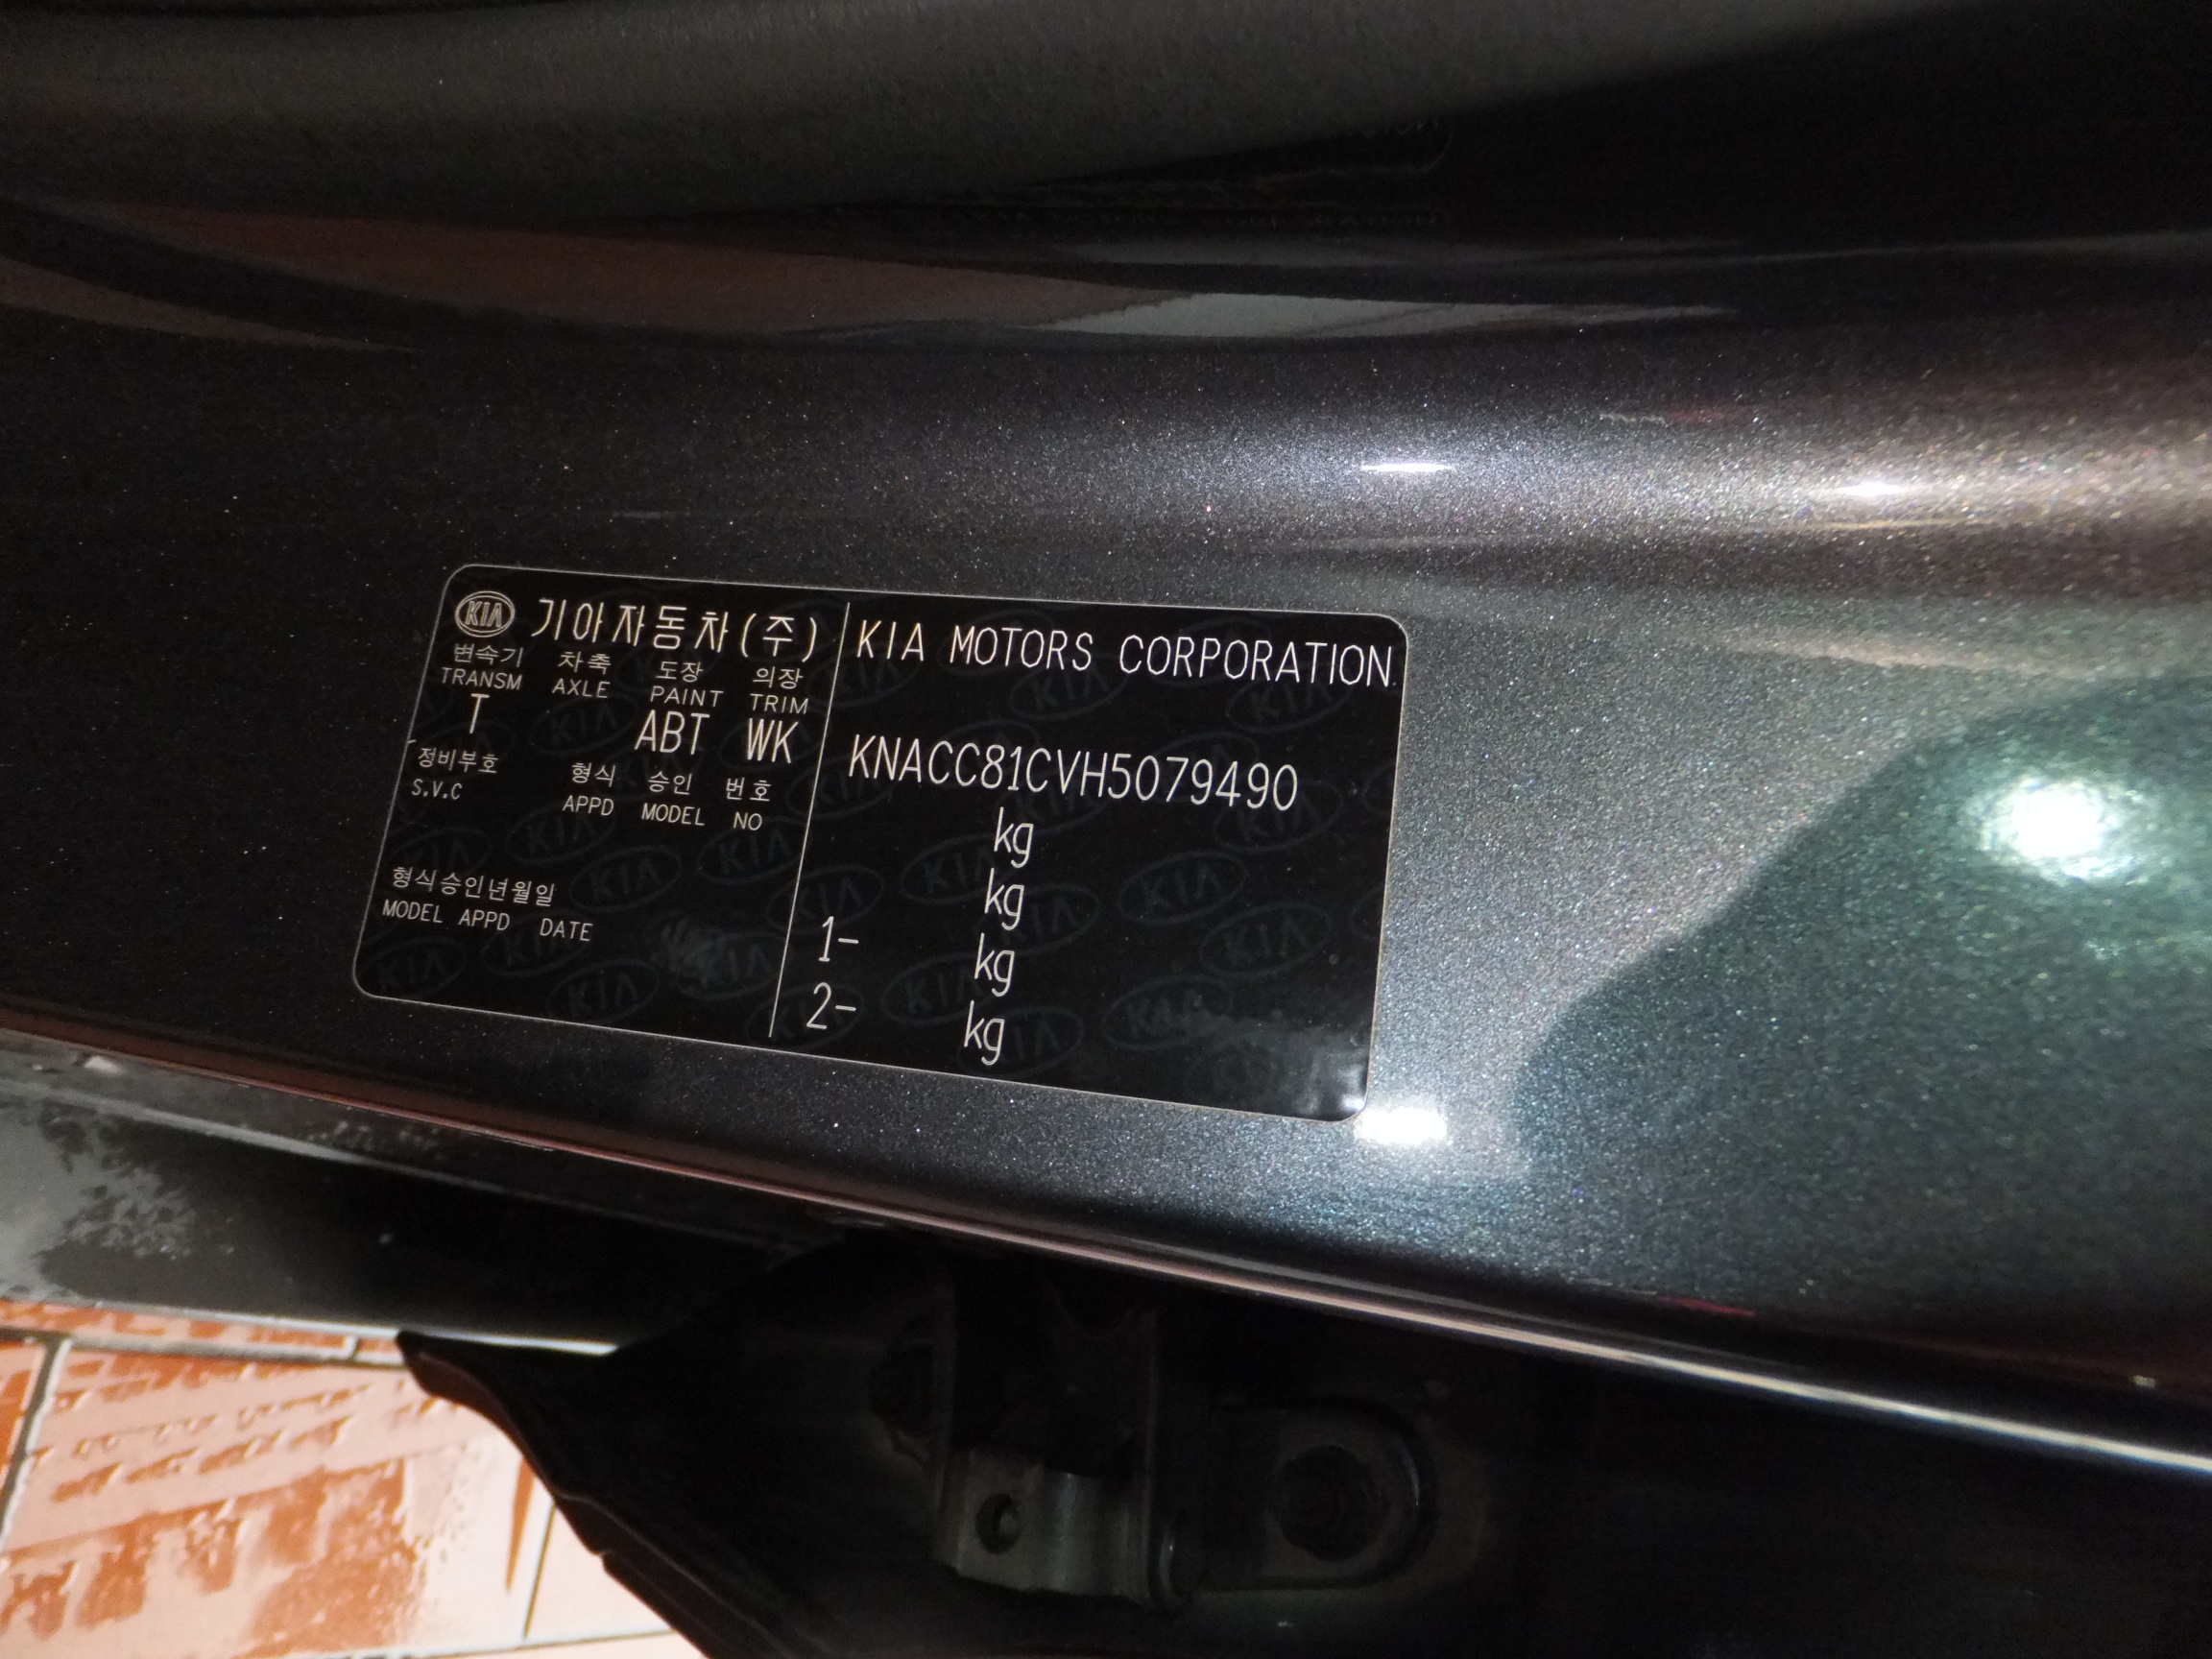 KIA 기아자동차(주)
변속기 차축 도장 의장
TRANSM AXLE PAINT TRIM
T ABT WK
정비부호 형식 승인 번호
S.V.C APPD MODEL NO
형식승인년월일
MODEL APPD DATE
KIA MOTORS CORPORATION
KNACC81CVH5079490
kg
kg
1- kg
2- kg